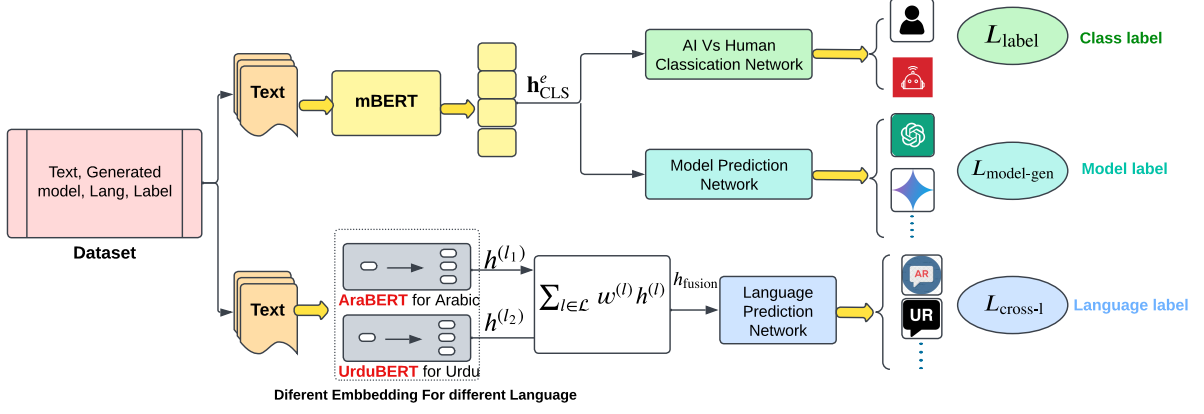 Text, Generated
model, Lang, Label
Dataset
Text
mBERT
𝐡ᵉ_CLS
AI Vs Human
Classication Network
L_label
Class label
Model Prediction
Network
L_model-gen
Model label
Text
AraBERT for Arabic
UrduBERT for Urdu
Diferent Embbedding For different Language
h^(l₁)
h^(l₂)
∑_{l∈ℒ} w^(l) h^(l)
h_fusion
Language
Prediction
Network
AR
UR
L_cross-l
Language label